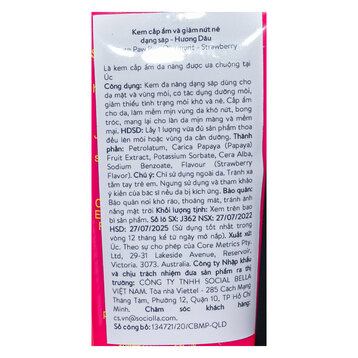 Kem cấp ẩm và giảm nứt nẻ
dạng sáp - Hương Dâu
Paw Paw Ointment - Strawberry
Là kem cấp ẩm đa năng được ưa chuộng tại
Úc
Công dụng: Kem đa năng dạng sáp dùng cho
da mặt và vùng môi, có tác dụng dưỡng môi,
giảm thiểu tình trạng môi khô và nẻ. Cấp ẩm
cho da, làm mềm mịn vùng da khô nứt, bong
tróc, mang lại cho làn da mịn màng và mềm
mại. HDSD: Lấy 1 lượng vừa đủ sản phẩm thoa
đều lên môi hoặc vùng da cần dưỡng. Thành
phần: Petrolatum, Carica Papaya (Papaya)
Fruit Extract, Potassium Sorbate, Cera Alba,
Sodium Benzoate, Flavour (Strawberry
Flavor). Chú ý: Chỉ sử dụng ngoài da. Tránh xa
tầm tay trẻ em. Ngưng sử dụng và tham khảo
ý kiến của bác sĩ nếu da bị kích ứng. Bảo quản:
Bảo quản nơi khô ráo, thoáng mát, tránh ánh
nắng mặt trời. Khối lượng tịnh: Xem trên bao
bì sản phẩm. Số lô SX: J362 NSX: 27/07/2022
HSD: 27/07/2025 (Sử dụng tốt nhất trong
vòng 12 tháng kể từ ngày mở nắp). Xuất xứ:
Úc. Theo sự cho phép của Core Metrics Pty.
Ltd, 29-31 Lakeside Avenue, Reservoir,
Victoria. 3073, Australia. Công ty Nhập khẩu
và chịu trách nhiệm đưa sản phẩm ra thị
trường: CÔNG TY TNHH SOCIAL BELLA
VIỆT NAM. Tòa nhà Viettel - 285 Cách Mạng
Tháng Tám, Phường 12, Quận 10, TP Hồ Chí
Minh. Chăm sóc khách hàng:
cs.vn@sociolla.com
Số công bố: 134721/20/CBMP-QLD